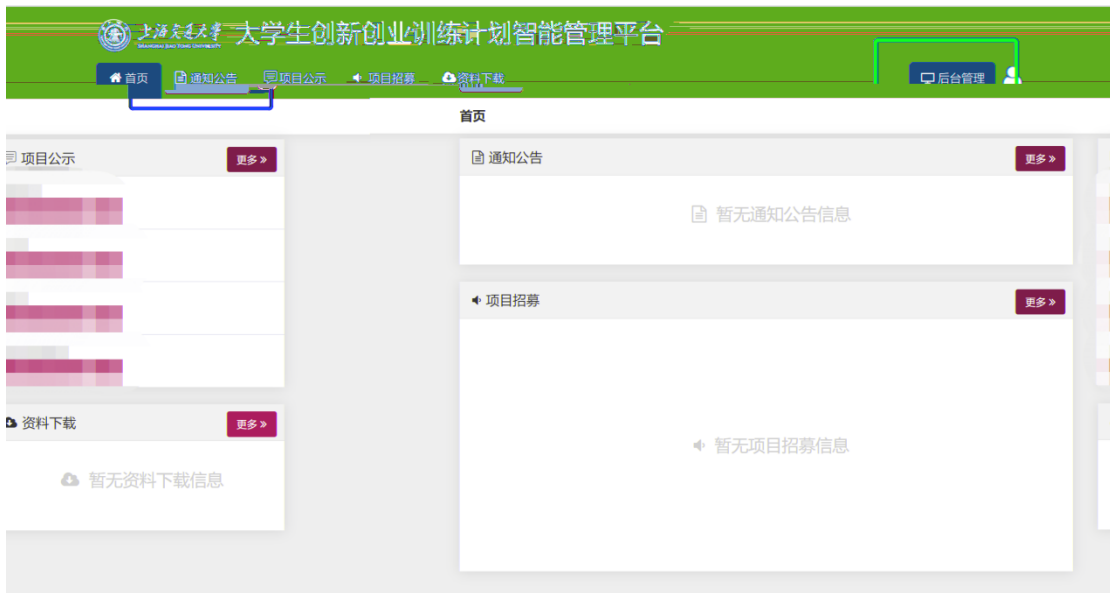 上海交通大学 大学生创新创业训练计划智能管理平台
SHANGHAI JIAO TONG UNIVERSITY
首页 通知公告 项目公示 项目招募 资料下载 后台管理
首页
项目公示 更多 »
通知公告 更多 »
暂无通知公告信息
项目招募 更多 »
资料下载 更多 »
暂无项目招募信息
暂无资料下载信息